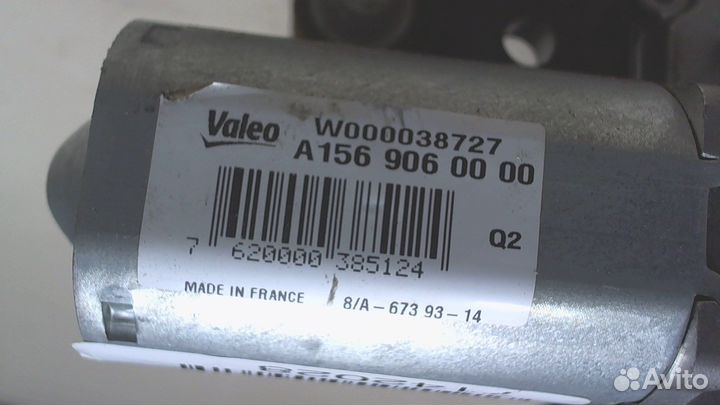 Valeo W000038727
A156 906 00 00
Q2
7 620000 385124
MADE IN FRANCE 8/A-673 93-14
Avito